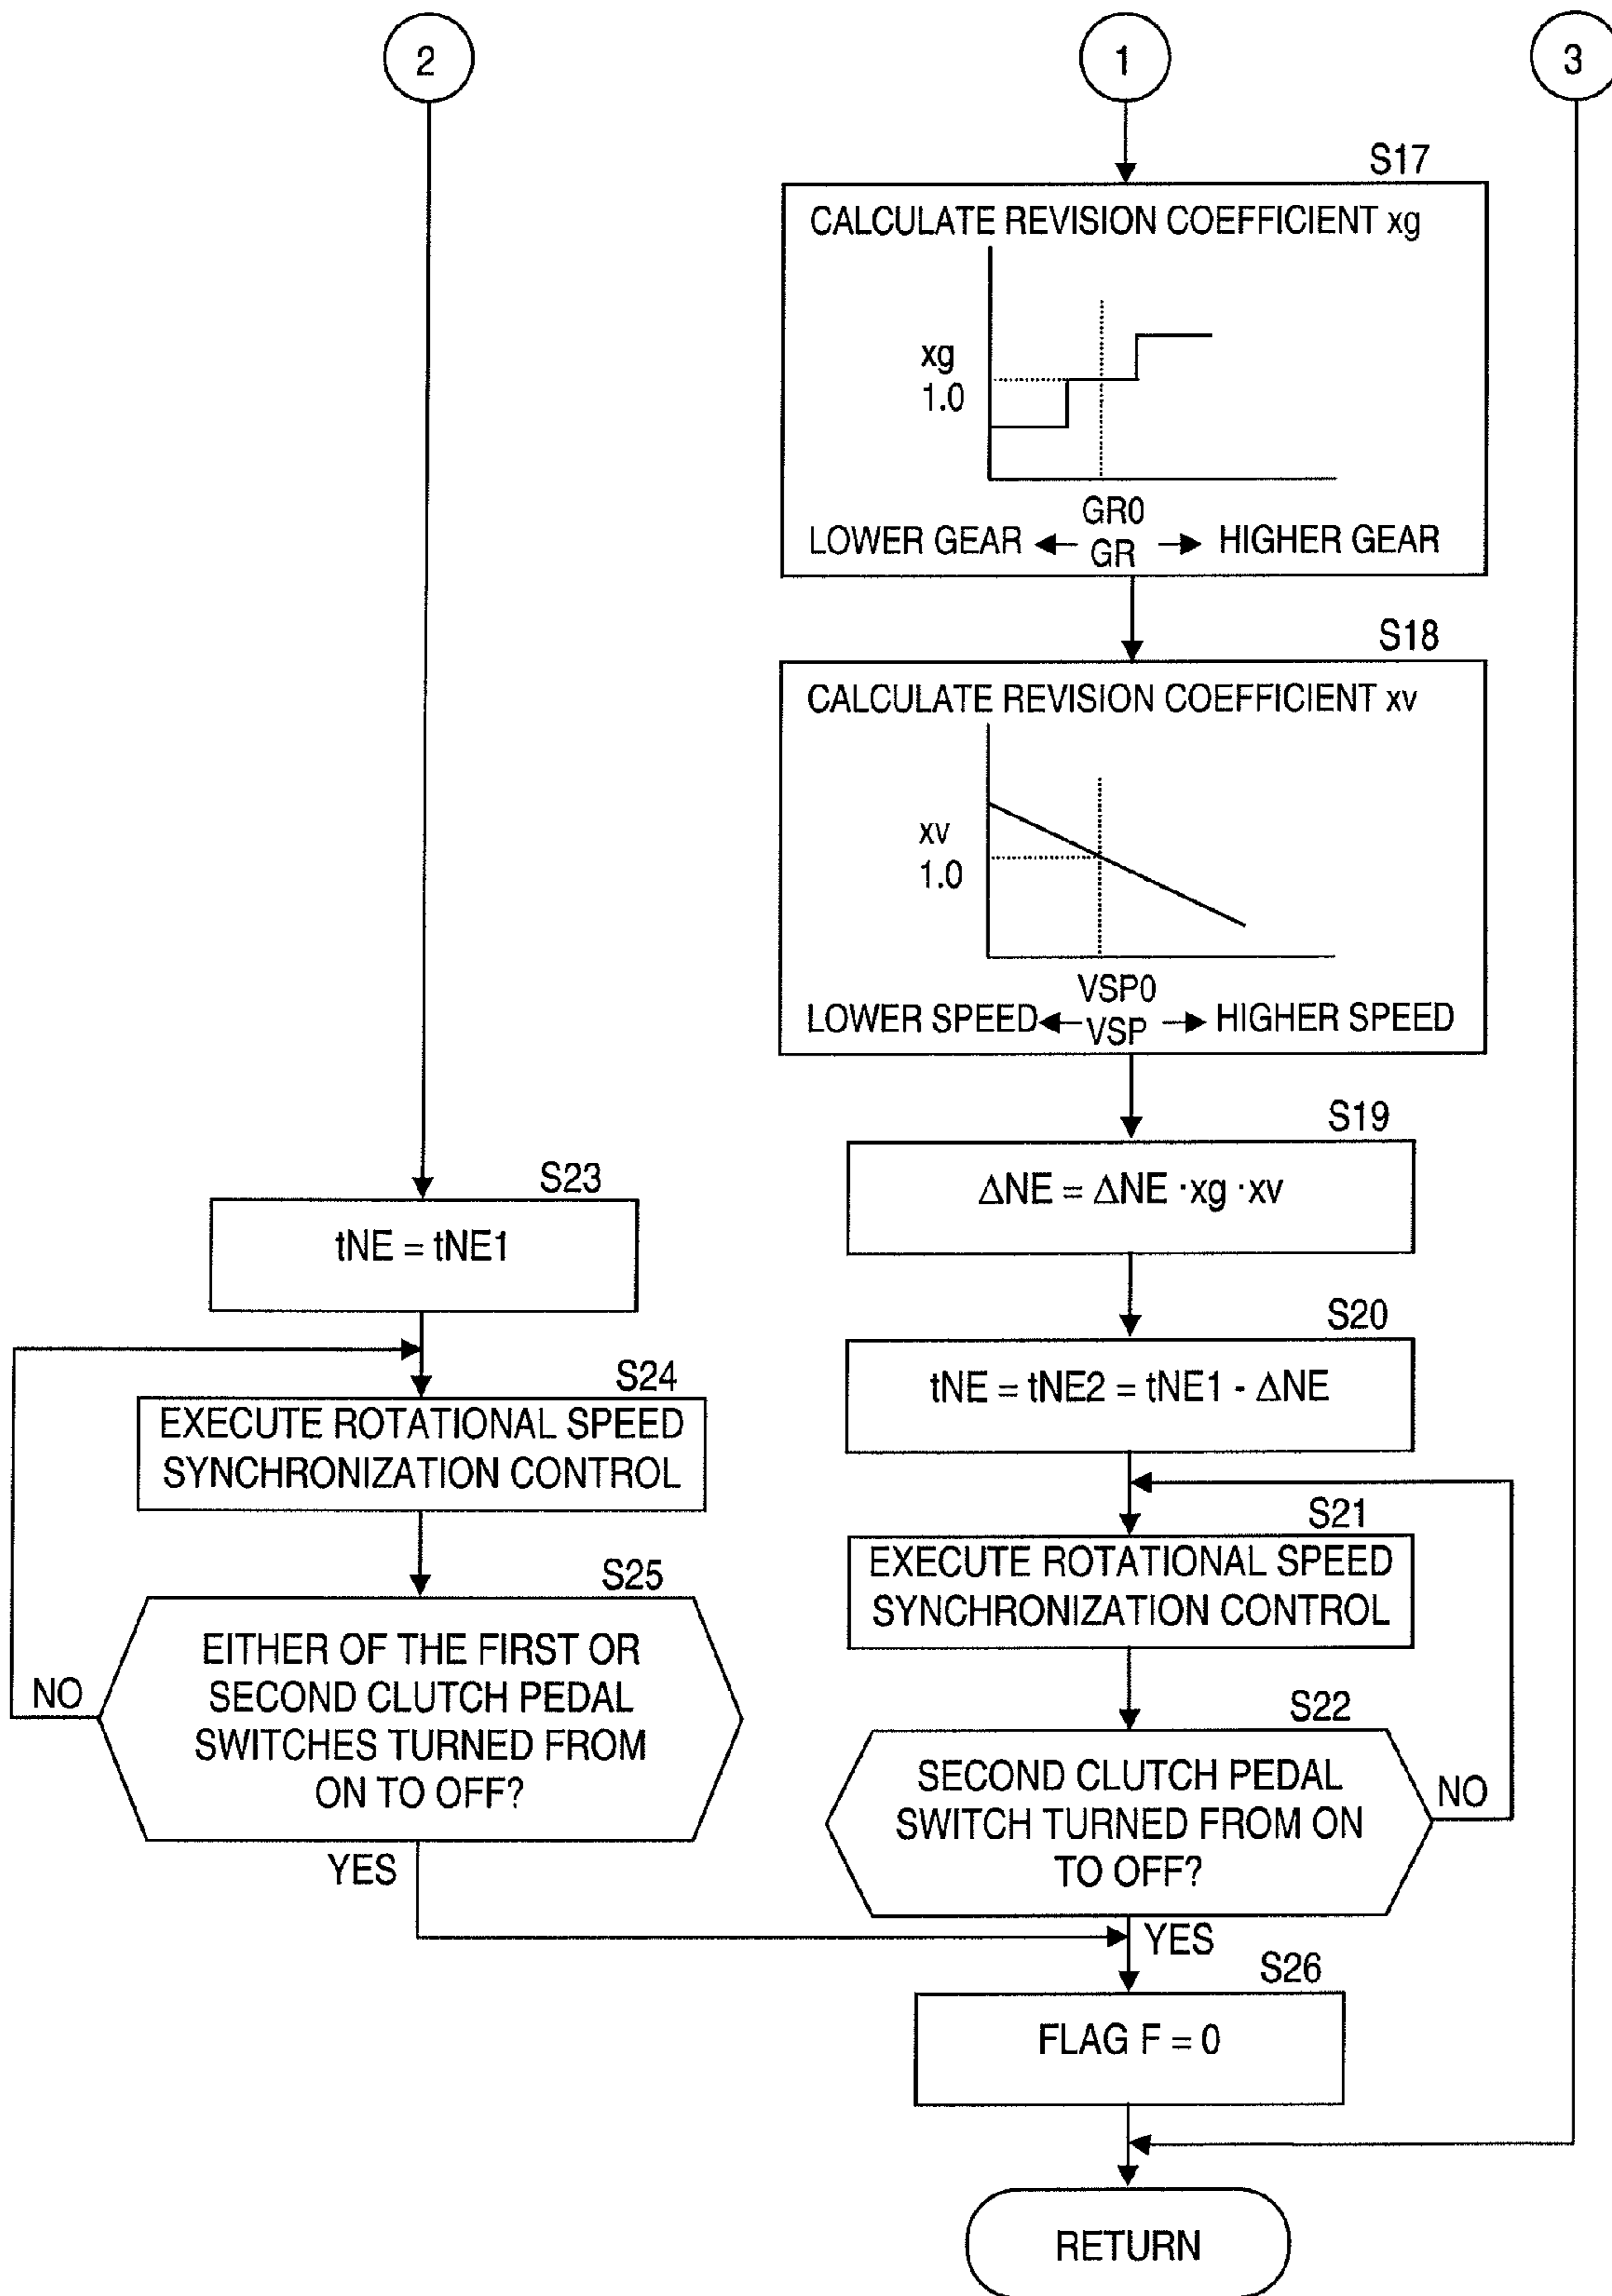 2
1
3
S17
CALCULATE REVISION COEFFICIENT xg
xg
1.0
GR0
LOWER GEAR
GR
HIGHER GEAR
S18
CALCULATE REVISION COEFFICIENT xv
xv
1.0
VSP0
LOWER SPEED
VSP
HIGHER SPEED
S19
ΔNE = ΔNE ·xg ·xv
S23
tNE = tNE1
S20
tNE = tNE2 = tNE1 - ΔNE
S24
EXECUTE ROTATIONAL SPEED
SYNCHRONIZATION CONTROL
S21
EXECUTE ROTATIONAL SPEED
SYNCHRONIZATION CONTROL
S25
EITHER OF THE FIRST OR
SECOND CLUTCH PEDAL
SWITCHES TURNED FROM
ON TO OFF?
NO
YES
S22
SECOND CLUTCH PEDAL
SWITCH TURNED FROM ON
TO OFF?
NO
YES
S26
FLAG F = 0
RETURN